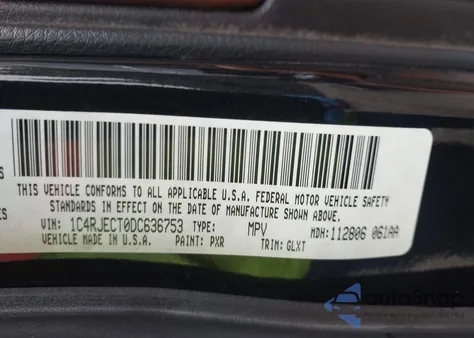 THIS VEHICLE CONFORMS TO ALL APPLICABLE U.S.A. FEDERAL MOTOR VEHICLE SAFETY
STANDARDS IN EFFECT ON THE DATE OF MANUFACTURE SHOWN ABOVE.
VIN: 1C4RJECT0DC636753 TYPE: MPV MDH: 112806 061AA
VEHICLE MADE IN U.S.A. PAINT: PXR TRIM: GLXT
AutoSnap